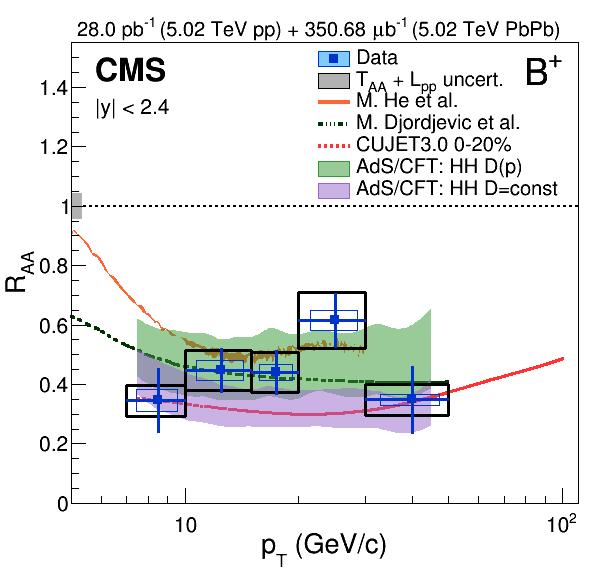 28.0 pb⁻¹ (5.02 TeV pp) + 350.68 μb⁻¹ (5.02 TeV PbPb)
CMS
B⁺
|y| < 2.4
Data
T_AA + L_pp uncert.
M. He et al.
M. Djordjevic et al.
CUJET3.0 0-20%
AdS/CFT: HH D(p)
AdS/CFT: HH D=const
R_AA
1.4
1.2
1
0.8
0.6
0.4
0.2
0
10
10²
p_T (GeV/c)